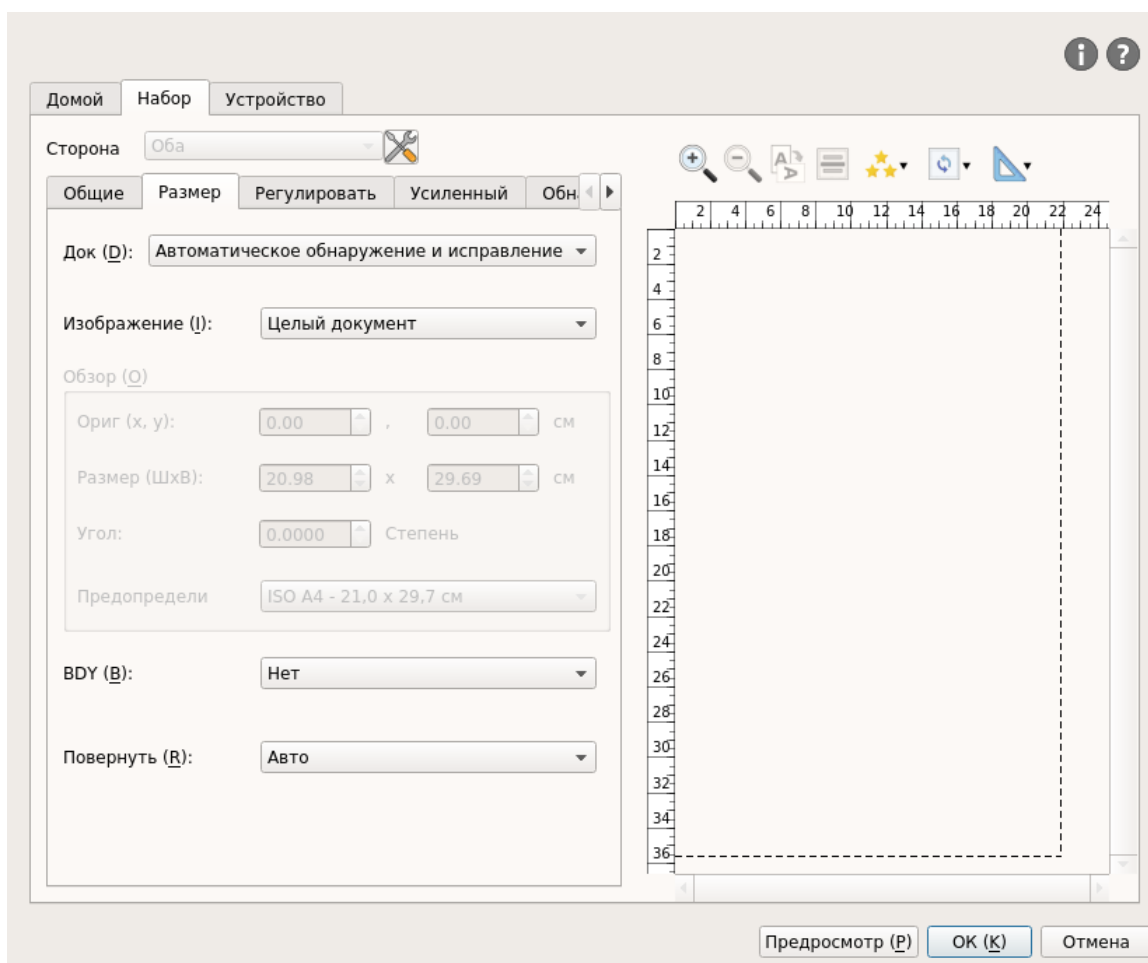 i ?
Домой Набор Устройство
Сторона Оба
Общие Размер Регулировать Усиленный Обн
Док (D): Автоматическое обнаружение и исправление
Изображение (I): Целый документ
Обзор (O)
Ориг (x, y): 0.00 , 0.00 см
Размер (ШxВ): 20.98 x 29.69 см
Угол: 0.0000 Степень
Предопредели ISO A4 - 21,0 x 29,7 см
BDY (B): Нет
Повернуть (R): Авто
A A
2 4 6 8 10 12 14 16 18 20 22 24
2
4
6
8
10
12
14
16
18
20
22
24
26
28
30
32
34
36
Предросмотр (P) OK (K) Отмена